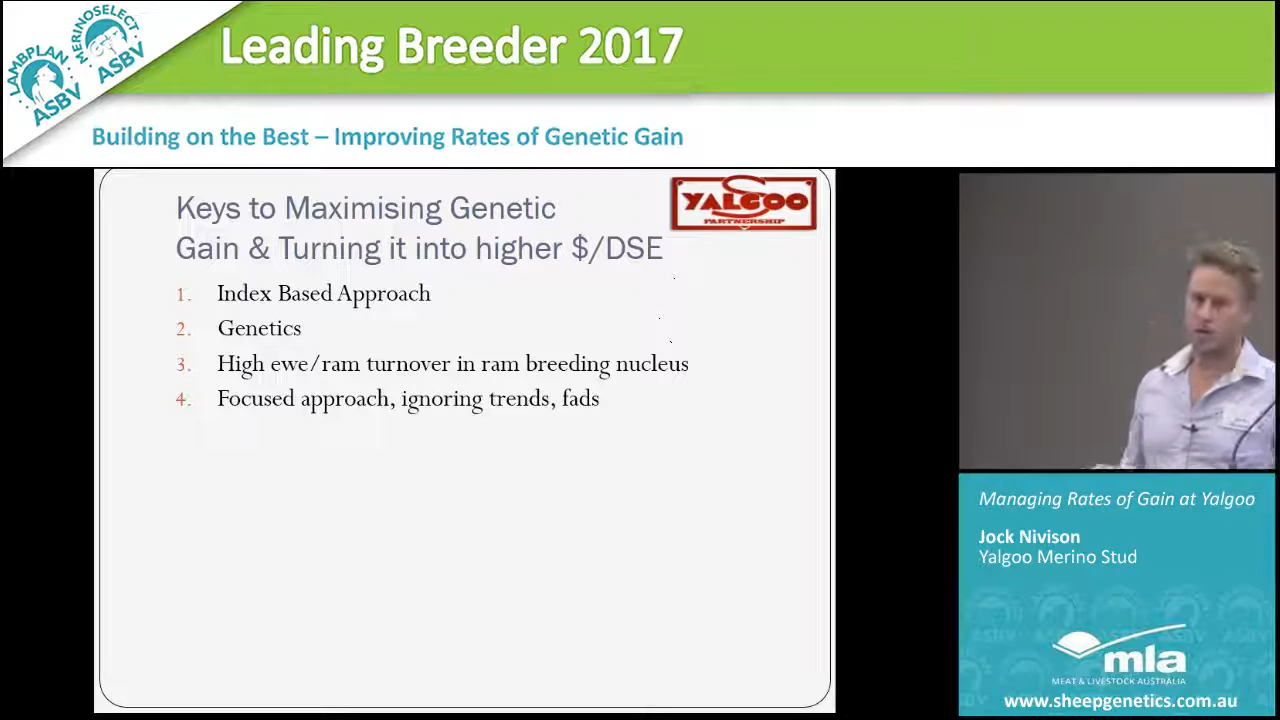 LAMBPLAN
ASBV
MERINOSELECT
ASBV
Leading Breeder 2017
Building on the Best – Improving Rates of Genetic Gain
Keys to Maximising Genetic
Gain & Turning it into higher $/DSE
YALGOO
PARTNERSHIP
1. Index Based Approach
2. Genetics
3. High ewe/ram turnover in ram breeding nucleus
4. Focused approach, ignoring trends, fads
Managing Rates of Gain at Yalgoo
Jock Nivison
Yalgoo Merino Stud
mla
MEAT & LIVESTOCK AUSTRALIA
www.sheepgenetics.com.au